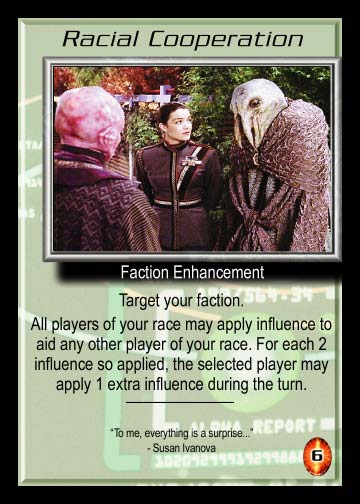 Racial Cooperation
Faction Enhancement
Target your faction.
All players of your race may apply influence to
aid any other player of your race. For each 2
influence so applied, the selected player may
apply 1 extra influence during the turn.
"To me, everything is a surprise..."
- Susan Ivanova
ALPHA REPORT
6